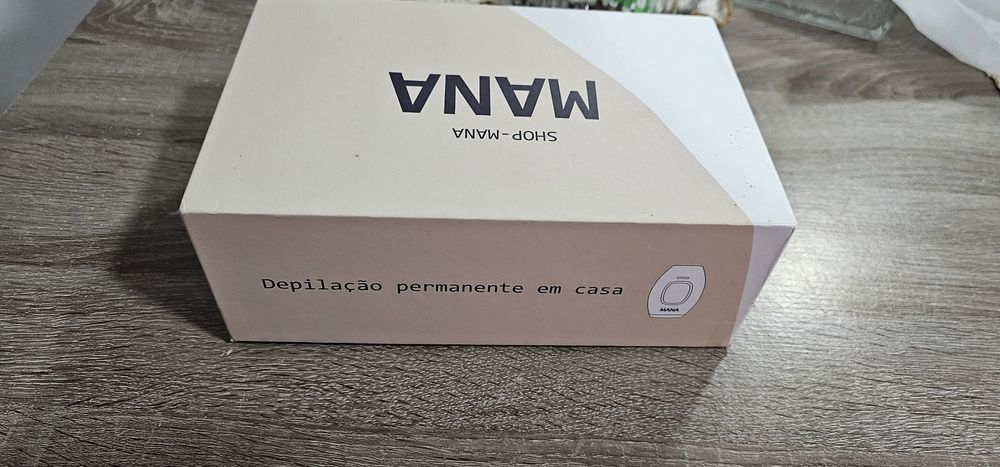 MANA
SHOP-MANA
Depilação permanente em casa
MANA